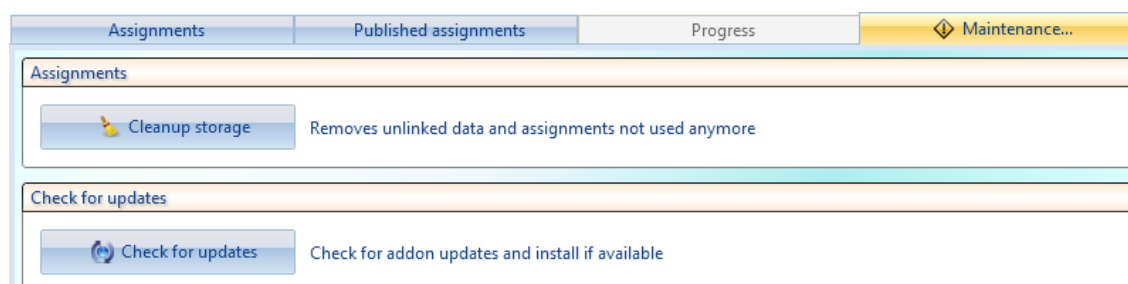 Assignments Published assignments Progress Maintenance...
Assignments
Cleanup storage Removes unlinked data and assignments not used anymore
Check for updates
Check for updates Check for addon updates and install if available